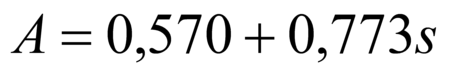 A = 0,570 + 0,773s